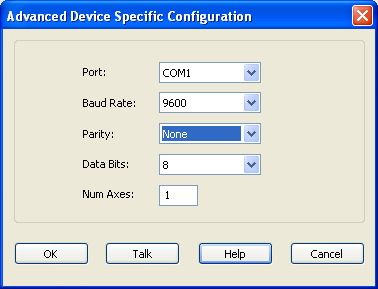 Advanced Device Specific Configuration
Port: COM1
Baud Rate: 9600
Parity: None
Data Bits: 8
Num Axes: 1
OK Talk Help Cancel